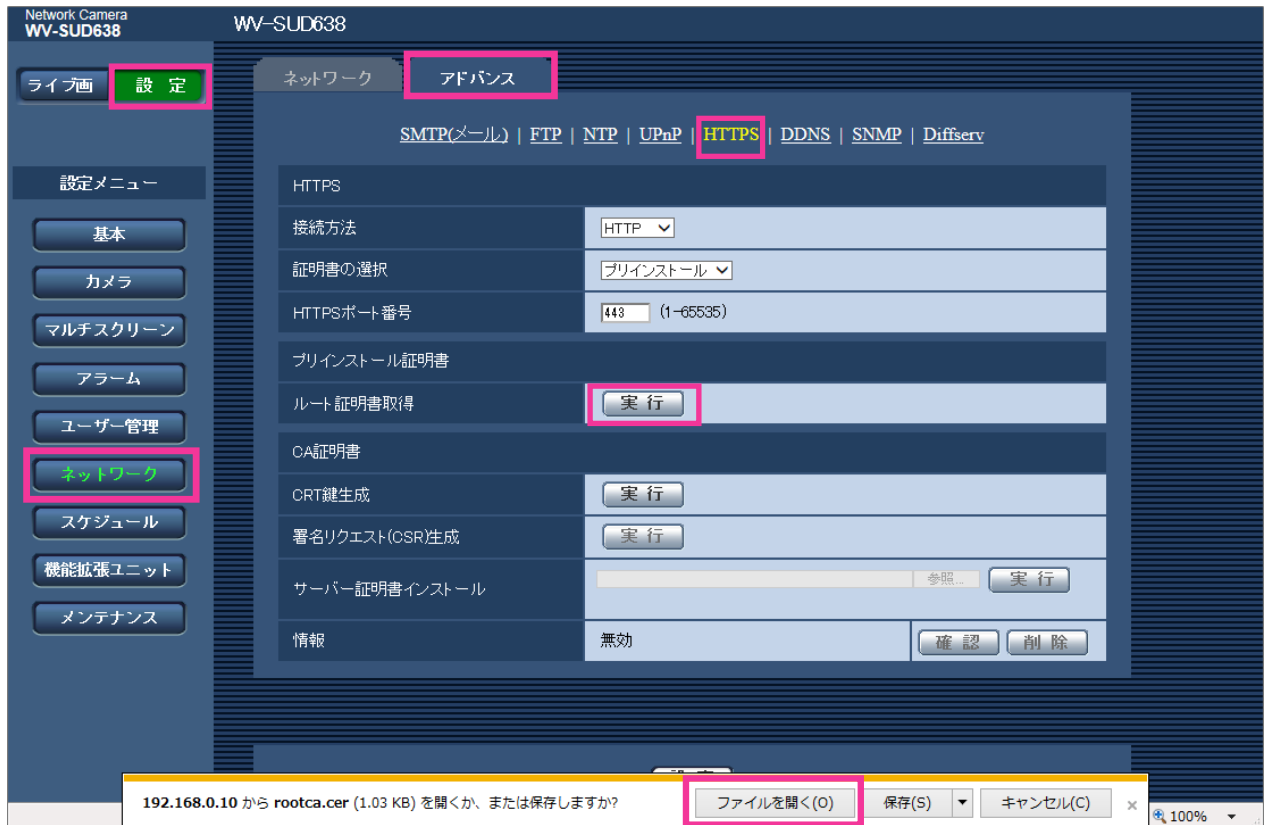 Network Camera
WV-SUD638
WV-SUD638
ライブ画 設 定
ネットワーク アドバンス
SMTP(メール) | FTP | NTP | UPnP | HTTPS | DDNS | SNMP | Diffserv
設定メニュー
基本
カメラ
マルチスクリーン
アラーム
ユーザー管理
ネットワーク
スケジュール
機能拡張ユニット
メンテナンス
HTTPS
接続方法 HTTP
証明書の選択 プリインストール
HTTPSポート番号 443 (1-65535)
プリインストール証明書
ルート証明書取得 実 行
CA証明書
CRT鍵生成 実 行
署名リクエスト(CSR)生成 実 行
サーバー証明書インストール 参照... 実 行
情報 無効 確 認 削 除
192.168.0.10 から rootca.cer (1.03 KB) を開くか、または保存しますか? ファイルを開く(O) 保存(S) キャンセル(C) ×
100%